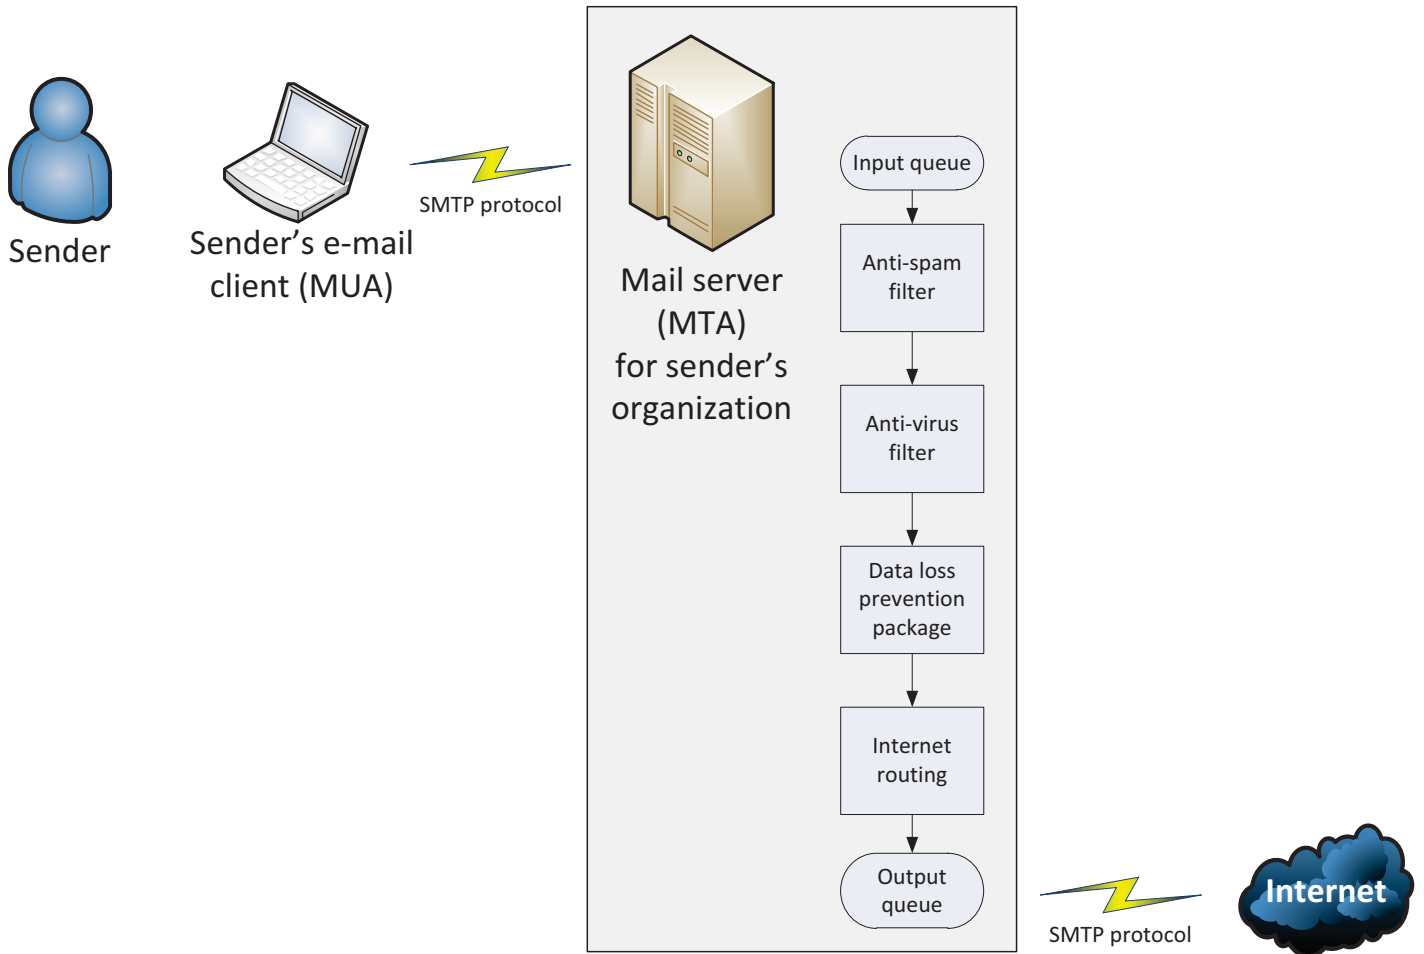 Sender
Sender's e-mail
client (MUA)
SMTP protocol
Mail server
(MTA)
for sender's
organization
Input queue
Anti-spam
filter
Anti-virus
filter
Data loss
prevention
package
Internet
routing
Output
queue
SMTP protocol
Internet